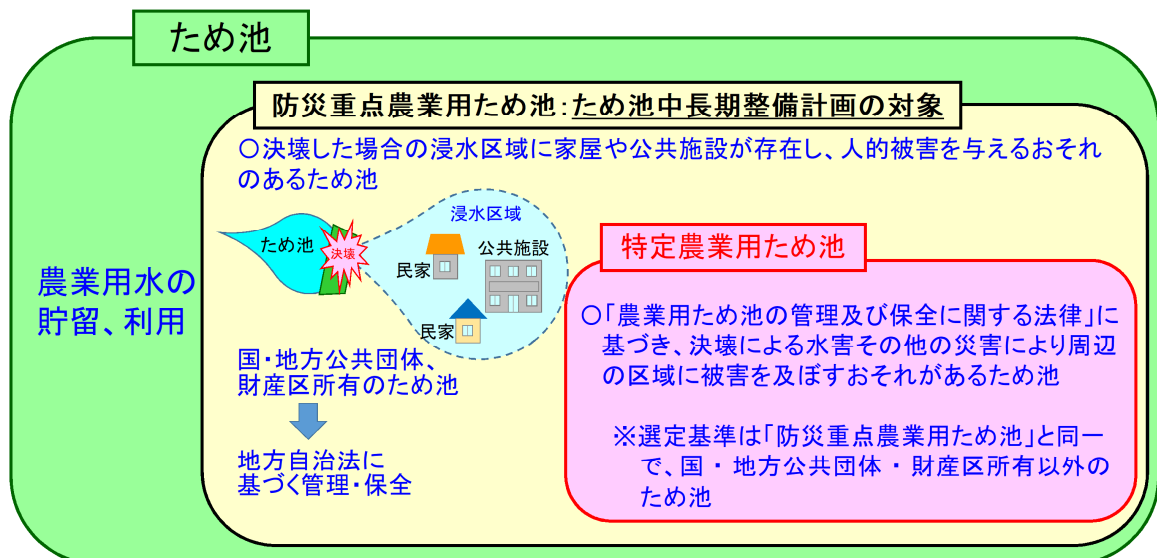 ため池
防災重点農業用ため池：ため池中長期整備計画の対象
○決壊した場合の浸水区域に家屋や公共施設が存在し、人的被害を与えるおそれ
のあるため池
浸水区域
ため池
決壊
公共施設
民家
民家
農業用水の
貯留、利用
国・地方公共団体、
財産区所有のため池
地方自治法に
基づく管理・保全
特定農業用ため池
○「農業用ため池の管理及び保全に関する法律」に
基づき、決壊による水害その他の災害により周辺
の区域に被害を及ぼすおそれがあるため池
※選定基準は「防災重点農業用ため池」と同一
で、国・地方公共団体・財産区所有以外の
ため池